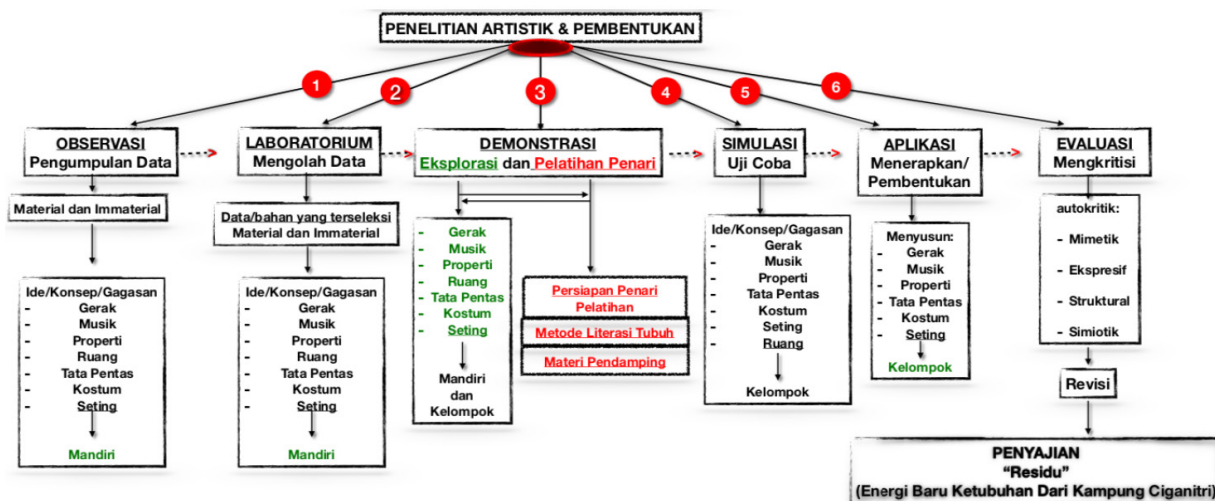 PENELITIAN ARTISTIK & PEMBENTUKAN
1
2
3
4
5
6
OBSERVASI
Pengumpulan Data
Material dan Immaterial
Ide/Konsep/Gagasan
- Gerak
- Musik
- Properti
- Ruang
- Tata Pentas
- Kostum
- Seting
Mandiri
LABORATORIUM
Mengolah Data
Data/bahan yang terseleksi
Material dan Immaterial
Ide/Konsep/Gagasan
- Gerak
- Musik
- Properti
- Ruang
- Tata Pentas
- Kostum
- Seting
Mandiri
DEMONSTRASI
Eksplorasi dan Pelatihan Penari
- Gerak
- Musik
- Properti
- Ruang
- Tata Pentas
- Kostum
- Seting
Mandiri
dan
Kelompok
Persiapan Penari
Pelatihan
Metode Literasi Tubuh
Materi Pendamping
SIMULASI
Uji Coba
Ide/Konsep/Gagasan
- Gerak
- Musik
- Properti
- Tata Pentas
- Kostum
- Seting
- Ruang
Kelompok
APLIKASI
Menerapkan/
Pembentukan
Menyusun:
- Gerak
- Musik
- Properti
- Tata Pentas
- Kostum
- Seting
Kelompok
EVALUASI
Mengkritisi
autokritik:
- Mimetik
- Ekspresif
- Struktural
- Simiotik
Revisi
PENYAJIAN
“Residu”
(Energi Baru Ketubuhan Dari Kampung Ciganitri)